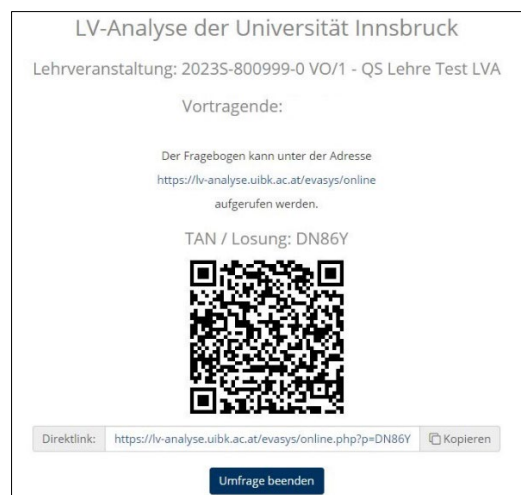 LV-Analyse der Universität Innsbruck
Lehrveranstaltung: 2023S-800999-0 VO/1 - QS Lehre Test LVA
Vortragende:
Der Fragebogen kann unter der Adresse
https://lv-analyse.uibk.ac.at/evasys/online
aufgerufen werden.
TAN / Losung: DN86Y
Direktlink: https://lv-analyse.uibk.ac.at/evasys/online.php?p=DN86Y Kopieren
Umfrage beenden